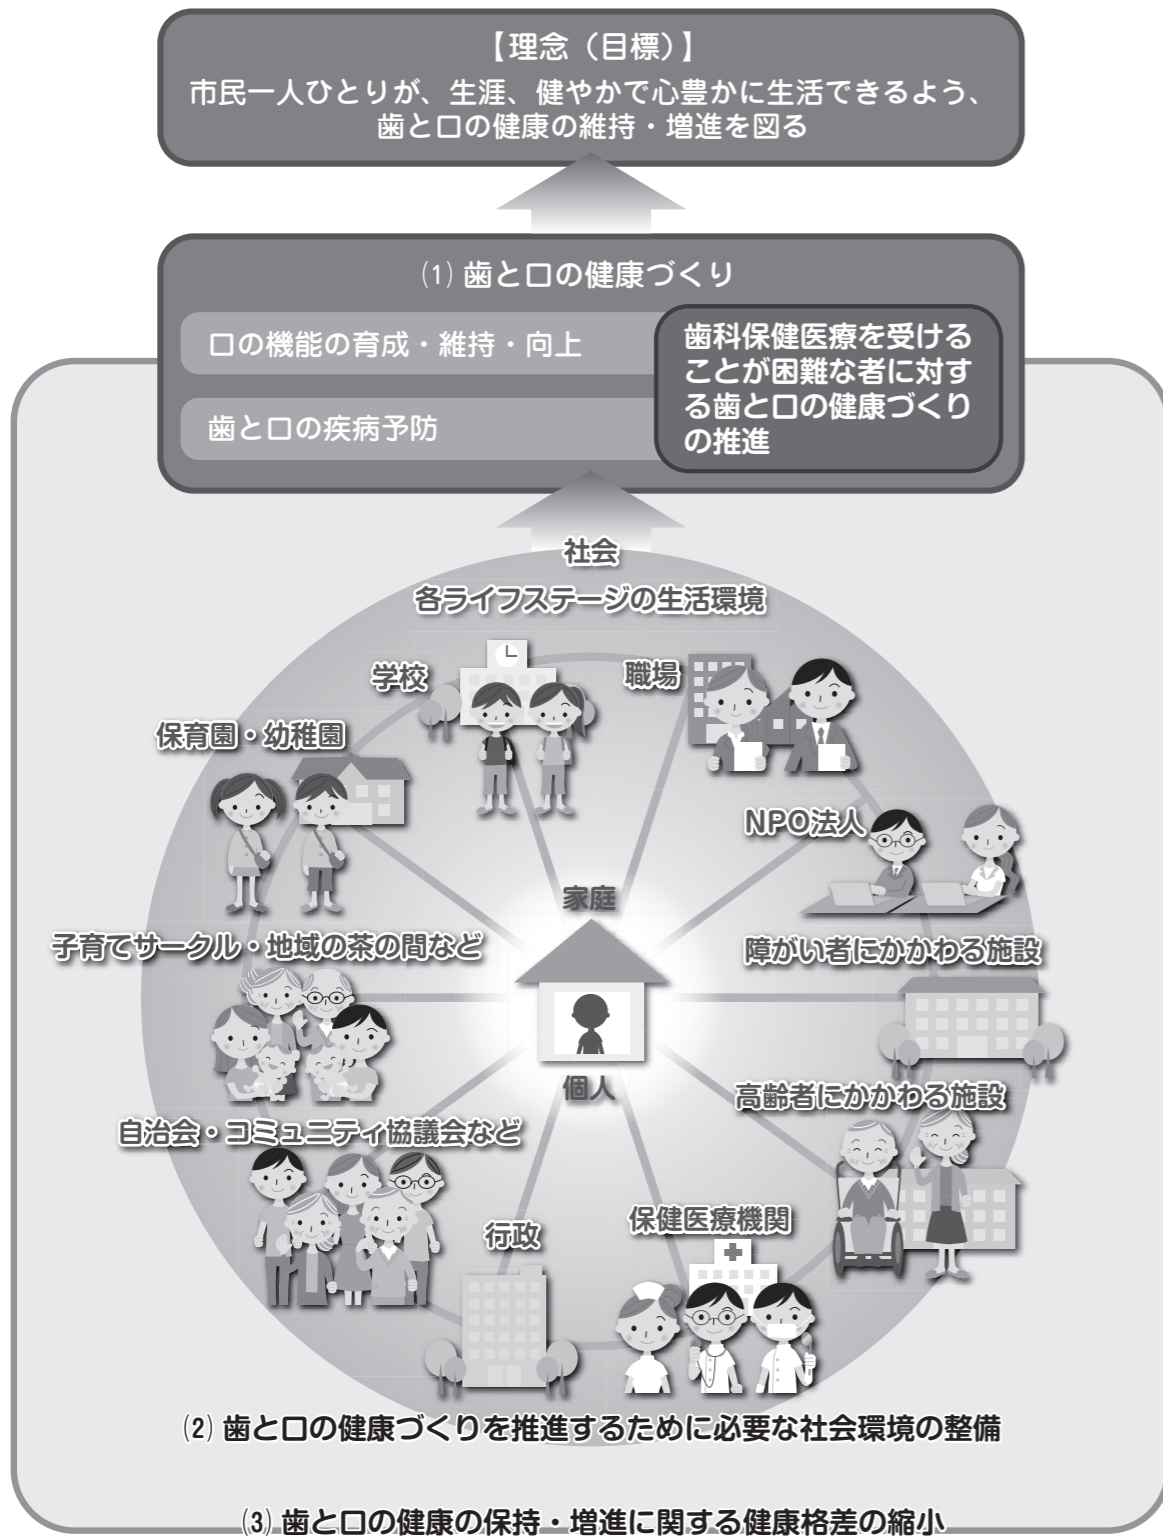 【理念（目標）】
市民一人ひとりが、生涯、健やかで心豊かに生活できるよう、
歯と口の健康の維持・増進を図る
(1) 歯と口の健康づくり
口の機能の育成・維持・向上
歯と口の疾病予防
歯科保健医療を受ける
ことが困難な者に対す
る歯と口の健康づくり
の推進
社会
各ライフステージの生活環境
学校
職場
保育園・幼稚園
NPO法人
家庭
子育てサークル・地域の茶の間など
障がい者にかかわる施設
個人
高齢者にかかわる施設
自治会・コミュニティ協議会など
行政
保健医療機関
(2) 歯と口の健康づくりを推進するために必要な社会環境の整備
(3) 歯と口の健康の保持・増進に関する健康格差の縮小